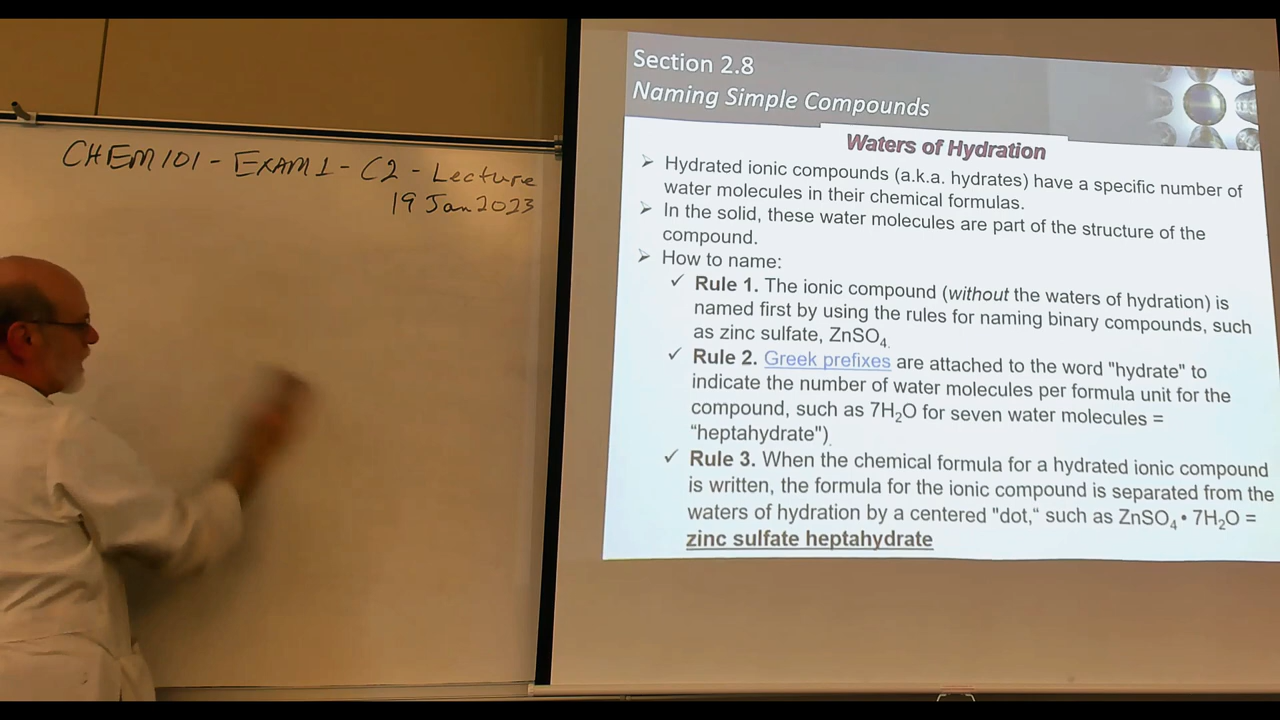 CHEM101 - EXAM1 - C2 - Lecture
19 Jan 2023
Section 2.8
Naming Simple Compounds
Waters of Hydration
➢ Hydrated ionic compounds (a.k.a. hydrates) have a specific number of
water molecules in their chemical formulas.
➢ In the solid, these water molecules are part of the structure of the
compound.
➢ How to name:
✓ Rule 1. The ionic compound (without the waters of hydration) is
named first by using the rules for naming binary compounds, such
as zinc sulfate, ZnSO₄.
✓ Rule 2. Greek prefixes are attached to the word "hydrate" to
indicate the number of water molecules per formula unit for the
compound, such as 7H₂O for seven water molecules =
“heptahydrate").
✓ Rule 3. When the chemical formula for a hydrated ionic compound
is written, the formula for the ionic compound is separated from the
waters of hydration by a centered "dot,“ such as ZnSO₄ • 7H₂O =
zinc sulfate heptahydrate